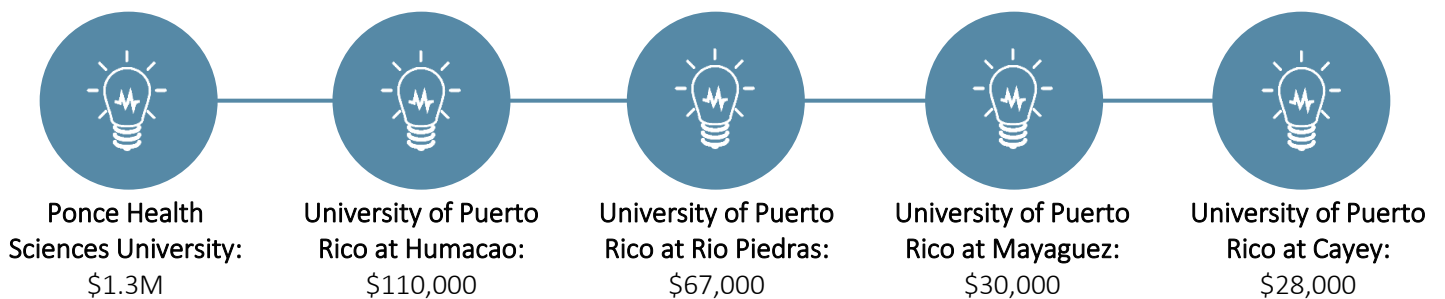 Ponce Health
Sciences University:
$1.3M
University of Puerto
Rico at Humacao:
$110,000
University of Puerto
Rico at Rio Piedras:
$67,000
University of Puerto
Rico at Mayaguez:
$30,000
University of Puerto
Rico at Cayey:
$28,000